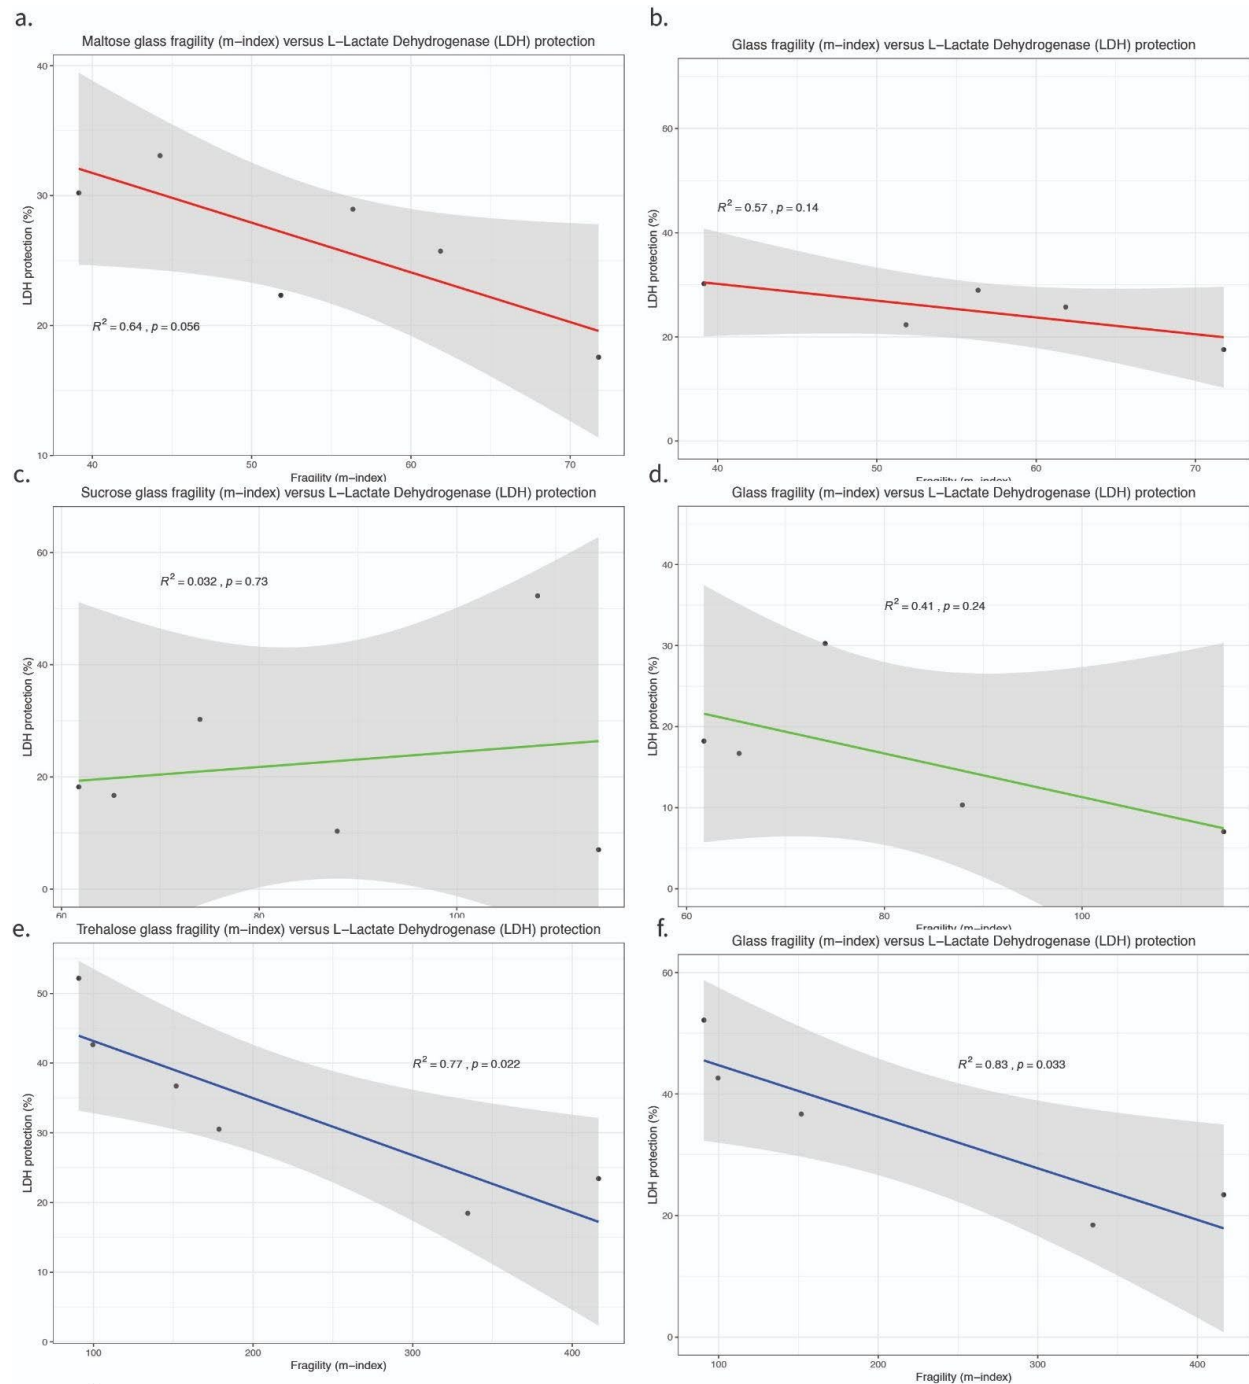 a.
Maltose glass fragility (m−index) versus L−Lactate Dehydrogenase (LDH) protection
40
30
20
10
LDH protection (%)
R² = 0.64 , p = 0.056
40 50 60 70
Fragility (m−index)
b.
Glass fragility (m−index) versus L−Lactate Dehydrogenase (LDH) protection
60
40
20
0
LDH protection (%)
R² = 0.57 , p = 0.14
40 50 60 70
Fragility (m−index)
c.
Sucrose glass fragility (m−index) versus L−Lactate Dehydrogenase (LDH) protection
60
40
20
0
LDH protection (%)
R² = 0.032 , p = 0.73
60 80 100
d.
Glass fragility (m−index) versus L−Lactate Dehydrogenase (LDH) protection
40
30
20
10
0
LDH protection (%)
R² = 0.41 , p = 0.24
60 80 100
Fragility (m−index)
e.
Trehalose glass fragility (m−index) versus L−Lactate Dehydrogenase (LDH) protection
50
40
30
20
10
0
LDH protection (%)
R² = 0.77 , p = 0.022
100 200 300 400
Fragility (m−index)
f.
Glass fragility (m−index) versus L−Lactate Dehydrogenase (LDH) protection
60
40
20
0
LDH protection (%)
R² = 0.83 , p = 0.033
100 200 300 400
Fragility (m−index)